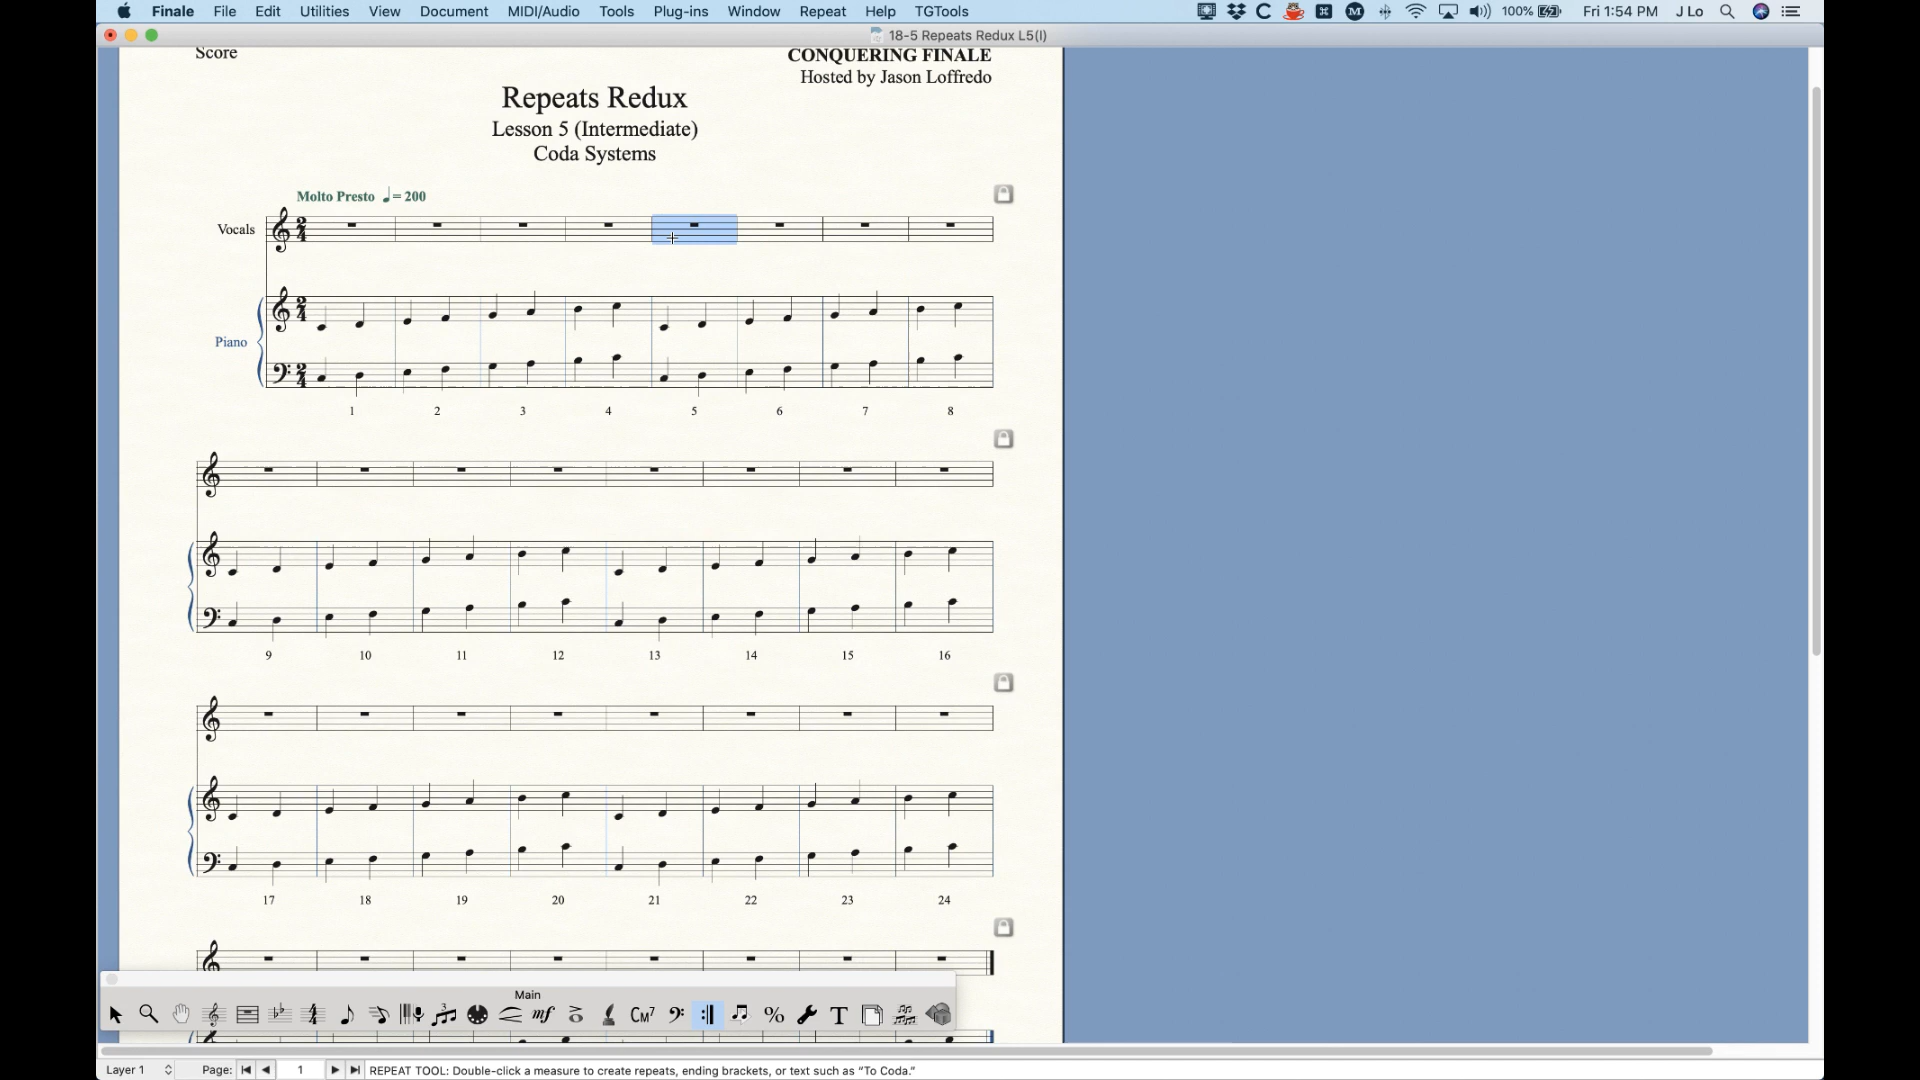 Finale File Edit Utilities View Document MIDI/Audio Tools Plug-ins Window Repeat Help TGTools 100% Fri 1:54 PM J Lo
18-5 Repeats Redux L5(I)
Score
CONQUERING FINALE
Hosted by Jason Loffredo
Repeats Redux
Lesson 5 (Intermediate)
Coda Systems
Molto Presto ♩= 200
Vocals
Piano
1 2 3 4 5 6 7 8
9 10 11 12 13 14 15 16
17 18 19 20 21 22 23 24
Main
mf CM7 % T
Layer 1 Page: 1 REPEAT TOOL: Double-click a measure to create repeats, ending brackets, or text such as “To Coda.”